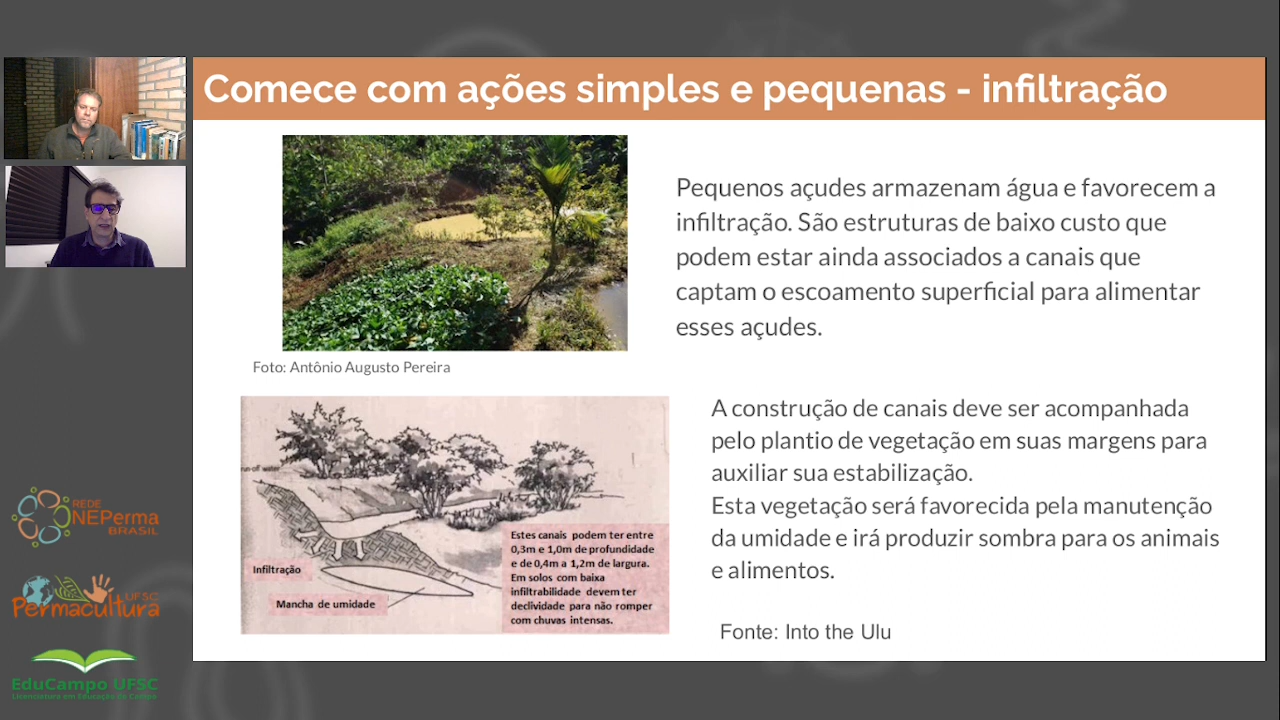 Comece com ações simples e pequenas - infiltração
Pequenos açudes armazenam água e favorecem a
infiltração. São estruturas de baixo custo que
podem estar ainda associados a canais que
captam o escoamento superficial para alimentar
esses açudes.
Foto: Antônio Augusto Pereira
run-off water
Infiltração
Mancha de umidade
Estes canais podem ter entre
0,3m e 1,0m de profundidade
e de 0,4m a 1,2m de largura.
Em solos com baixa
infiltrabilidade devem ter
declividade para não romper
com chuvas intensas.
A construção de canais deve ser acompanhada
pelo plantio de vegetação em suas margens para
auxiliar sua estabilização.
Esta vegetação será favorecida pela manutenção
da umidade e irá produzir sombra para os animais
e alimentos.
Fonte: Into the Ulu
REDE
NEPerma
BRASIL
UFSC
Permacultura
EduCampo UFSC
Licenciatura em Educação do Campo